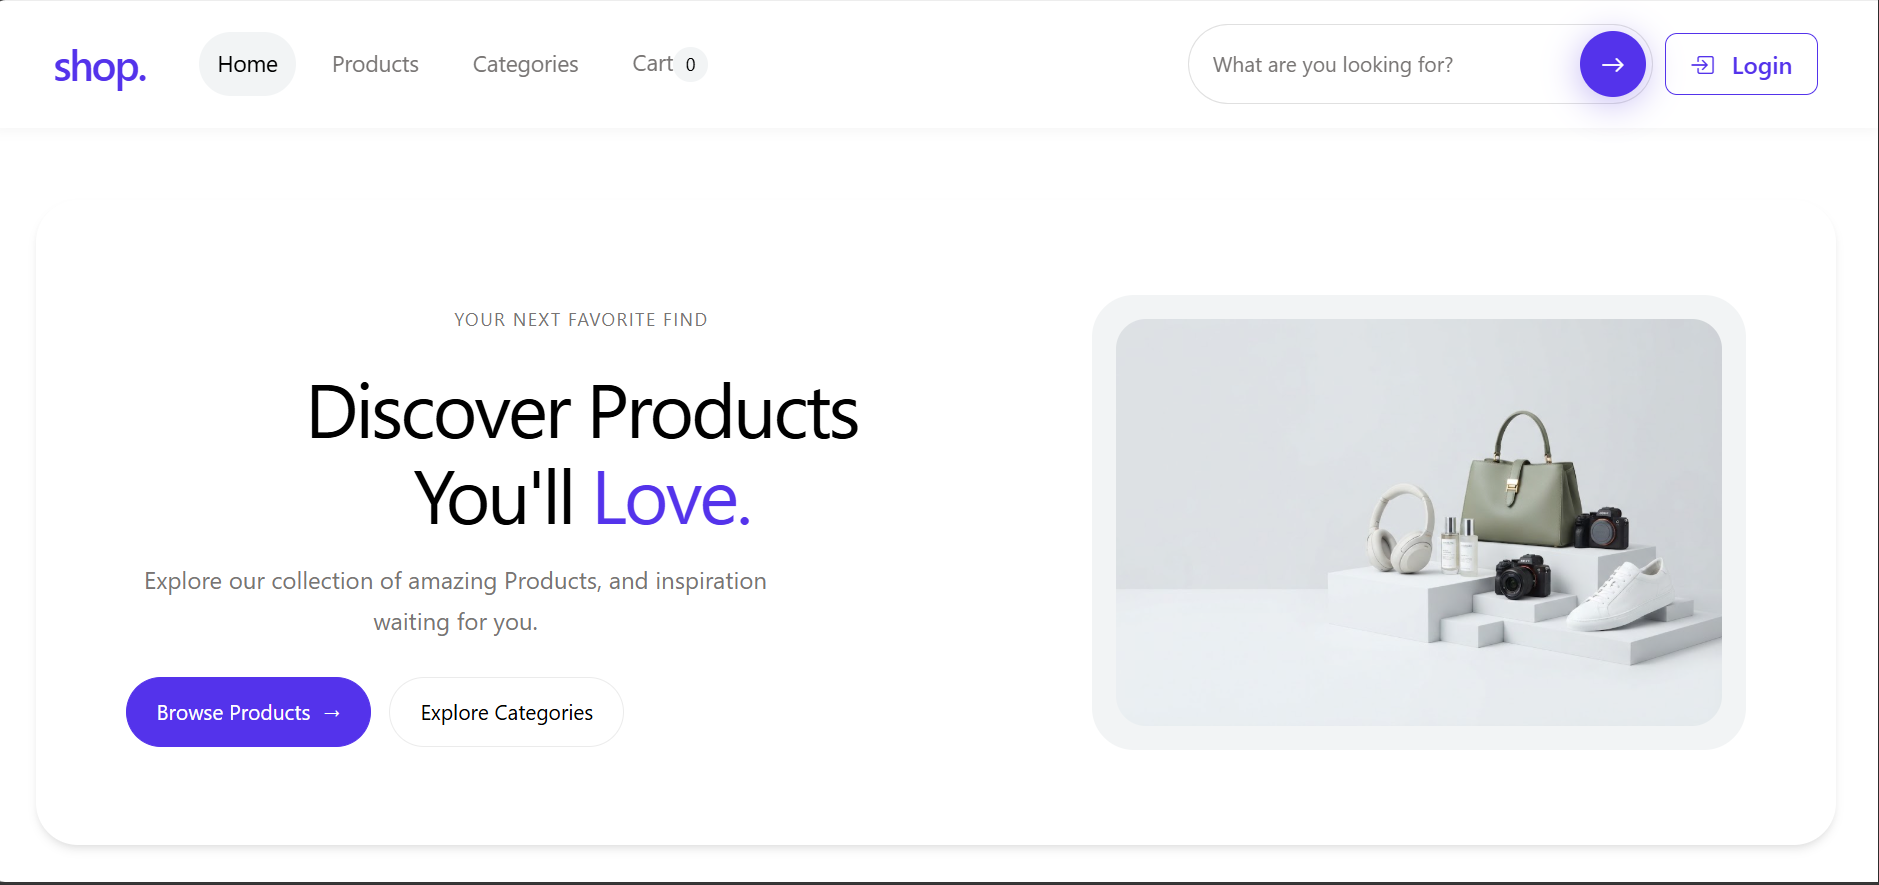 shop.
Home
Products
Categories
Cart 0
What are you looking for?
→
Login
YOUR NEXT FAVORITE FIND
Discover Products
You'll Love.
Explore our collection of amazing Products, and inspiration
waiting for you.
Browse Products →
Explore Categories